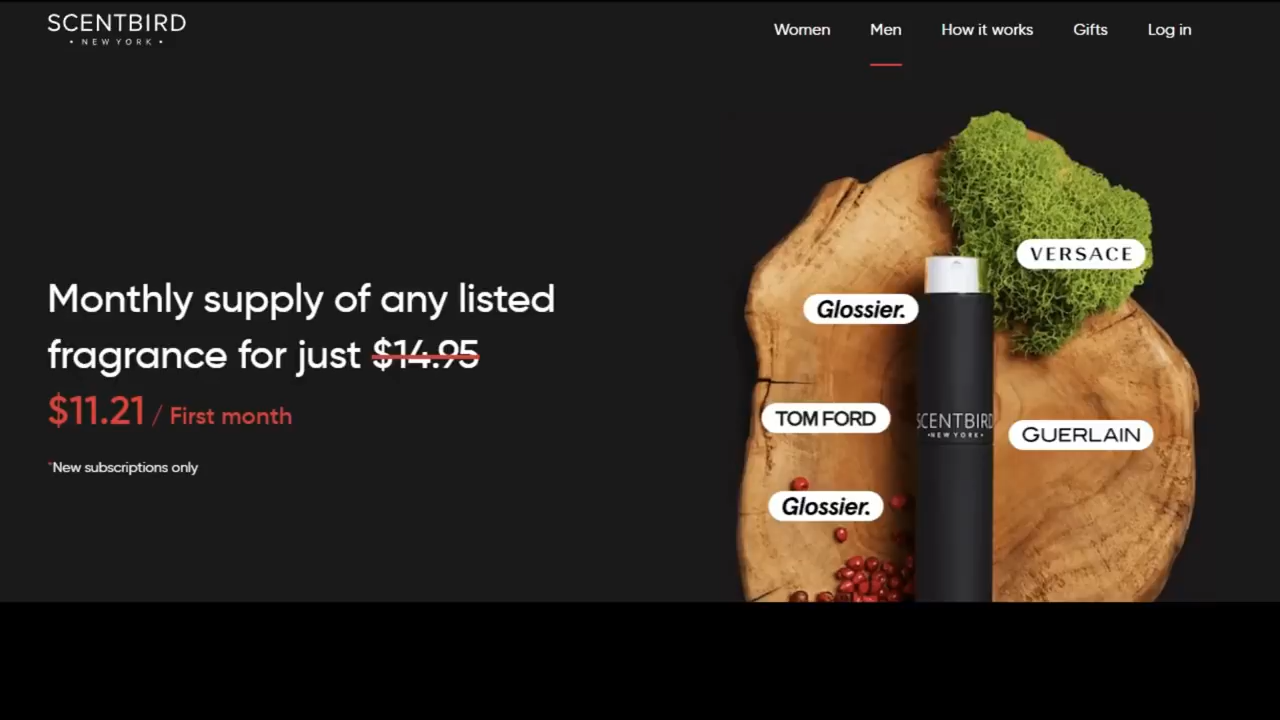 SCENTBIRD
• NEW YORK •
Women Men How it works Gifts Log in
Monthly supply of any listed
fragrance for just $14.95
$11.21 / First month
*New subscriptions only
VERSACE
Glossier.
TOM FORD
SCENTBIRD
•NEW YORK•
GUERLAIN
Glossier.